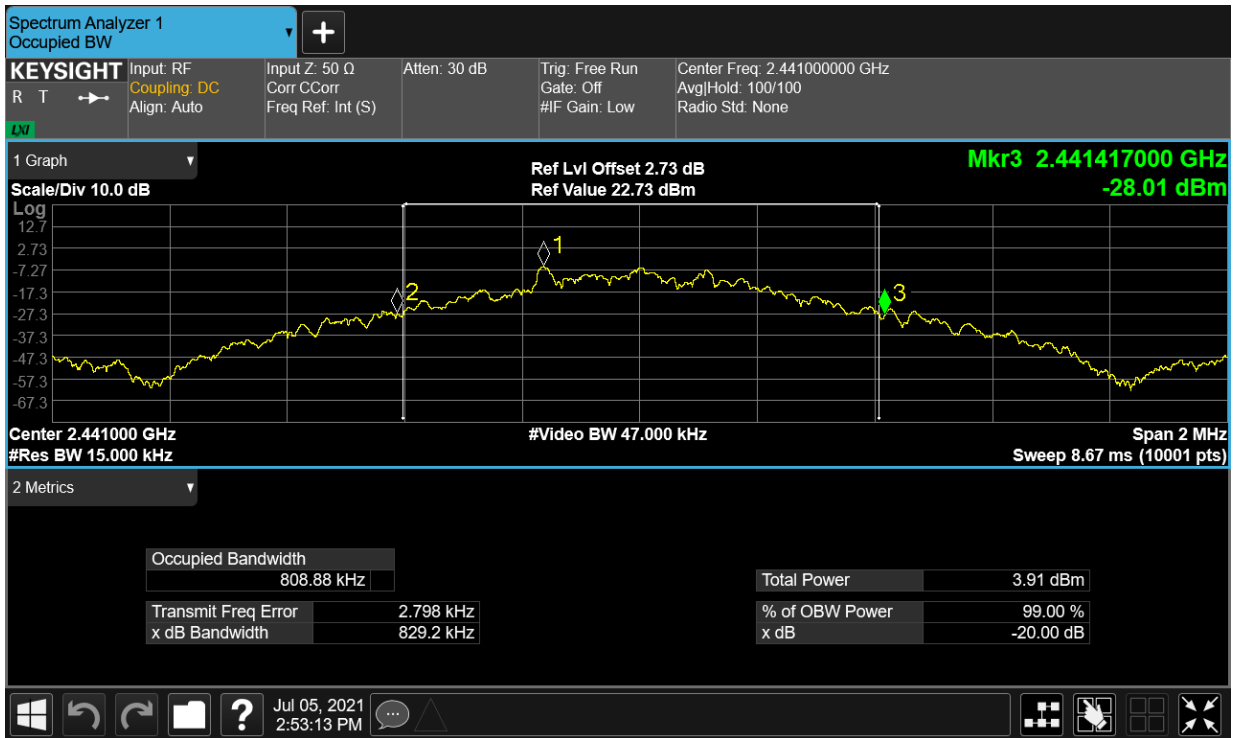 Spectrum Analyzer 1
Occupied BW
KEYSIGHT
R T
LXI
Input: RF
Coupling: DC
Align: Auto
Input Z: 50 Ω
Corr CCorr
Freq Ref: Int (S)
Atten: 30 dB
Trig: Free Run
Gate: Off
#IF Gain: Low
Center Freq: 2.441000000 GHz
Avg|Hold: 100/100
Radio Std: None
1 Graph
Scale/Div 10.0 dB
Ref Lvl Offset 2.73 dB
Ref Value 22.73 dBm
Mkr3 2.441417000 GHz
-28.01 dBm
Log
12.7
2.73
-7.27
-17.3
-27.3
-37.3
-47.3
-57.3
-67.3
1
2
3
Center 2.441000 GHz
#Video BW 47.000 kHz
Span 2 MHz
#Res BW 15.000 kHz
Sweep 8.67 ms (10001 pts)
2 Metrics
Occupied Bandwidth
808.88 kHz
Transmit Freq Error 2.798 kHz
x dB Bandwidth 829.2 kHz
Total Power 3.91 dBm
% of OBW Power 99.00 %
x dB -20.00 dB
?
Jul 05, 2021
2:53:13 PM